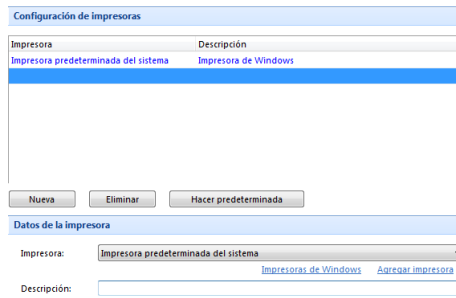 Configuración de impresoras
Impresora Descripción
Impresora predeterminada del sistema Impresora de Windows
Nueva Eliminar Hacer predeterminada
Datos de la impresora
Impresora: Impresora predeterminada del sistema
Impresoras de Windows Agregar impresora
Descripción: